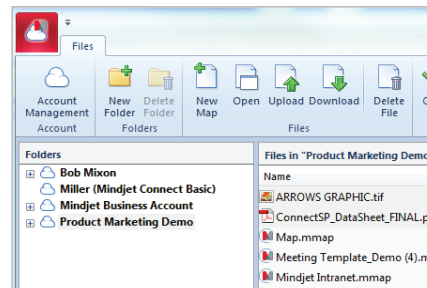 Files
Account Management
New Folder
Delete Folder
New Map
Open
Upload
Download
Delete File
Account
Folders
Files
Folders
Bob Mixon
Miller (Mindjet Connect Basic)
Mindjet Business Account
Product Marketing Demo
Files in "Product Marketing Demo
Name
ARROWS GRAPHIC.tif
ConnectSP_DataSheet_FINAL.p
Map.mmap
Meeting Template_Demo (4).m
Mindjet Intranet.mmap